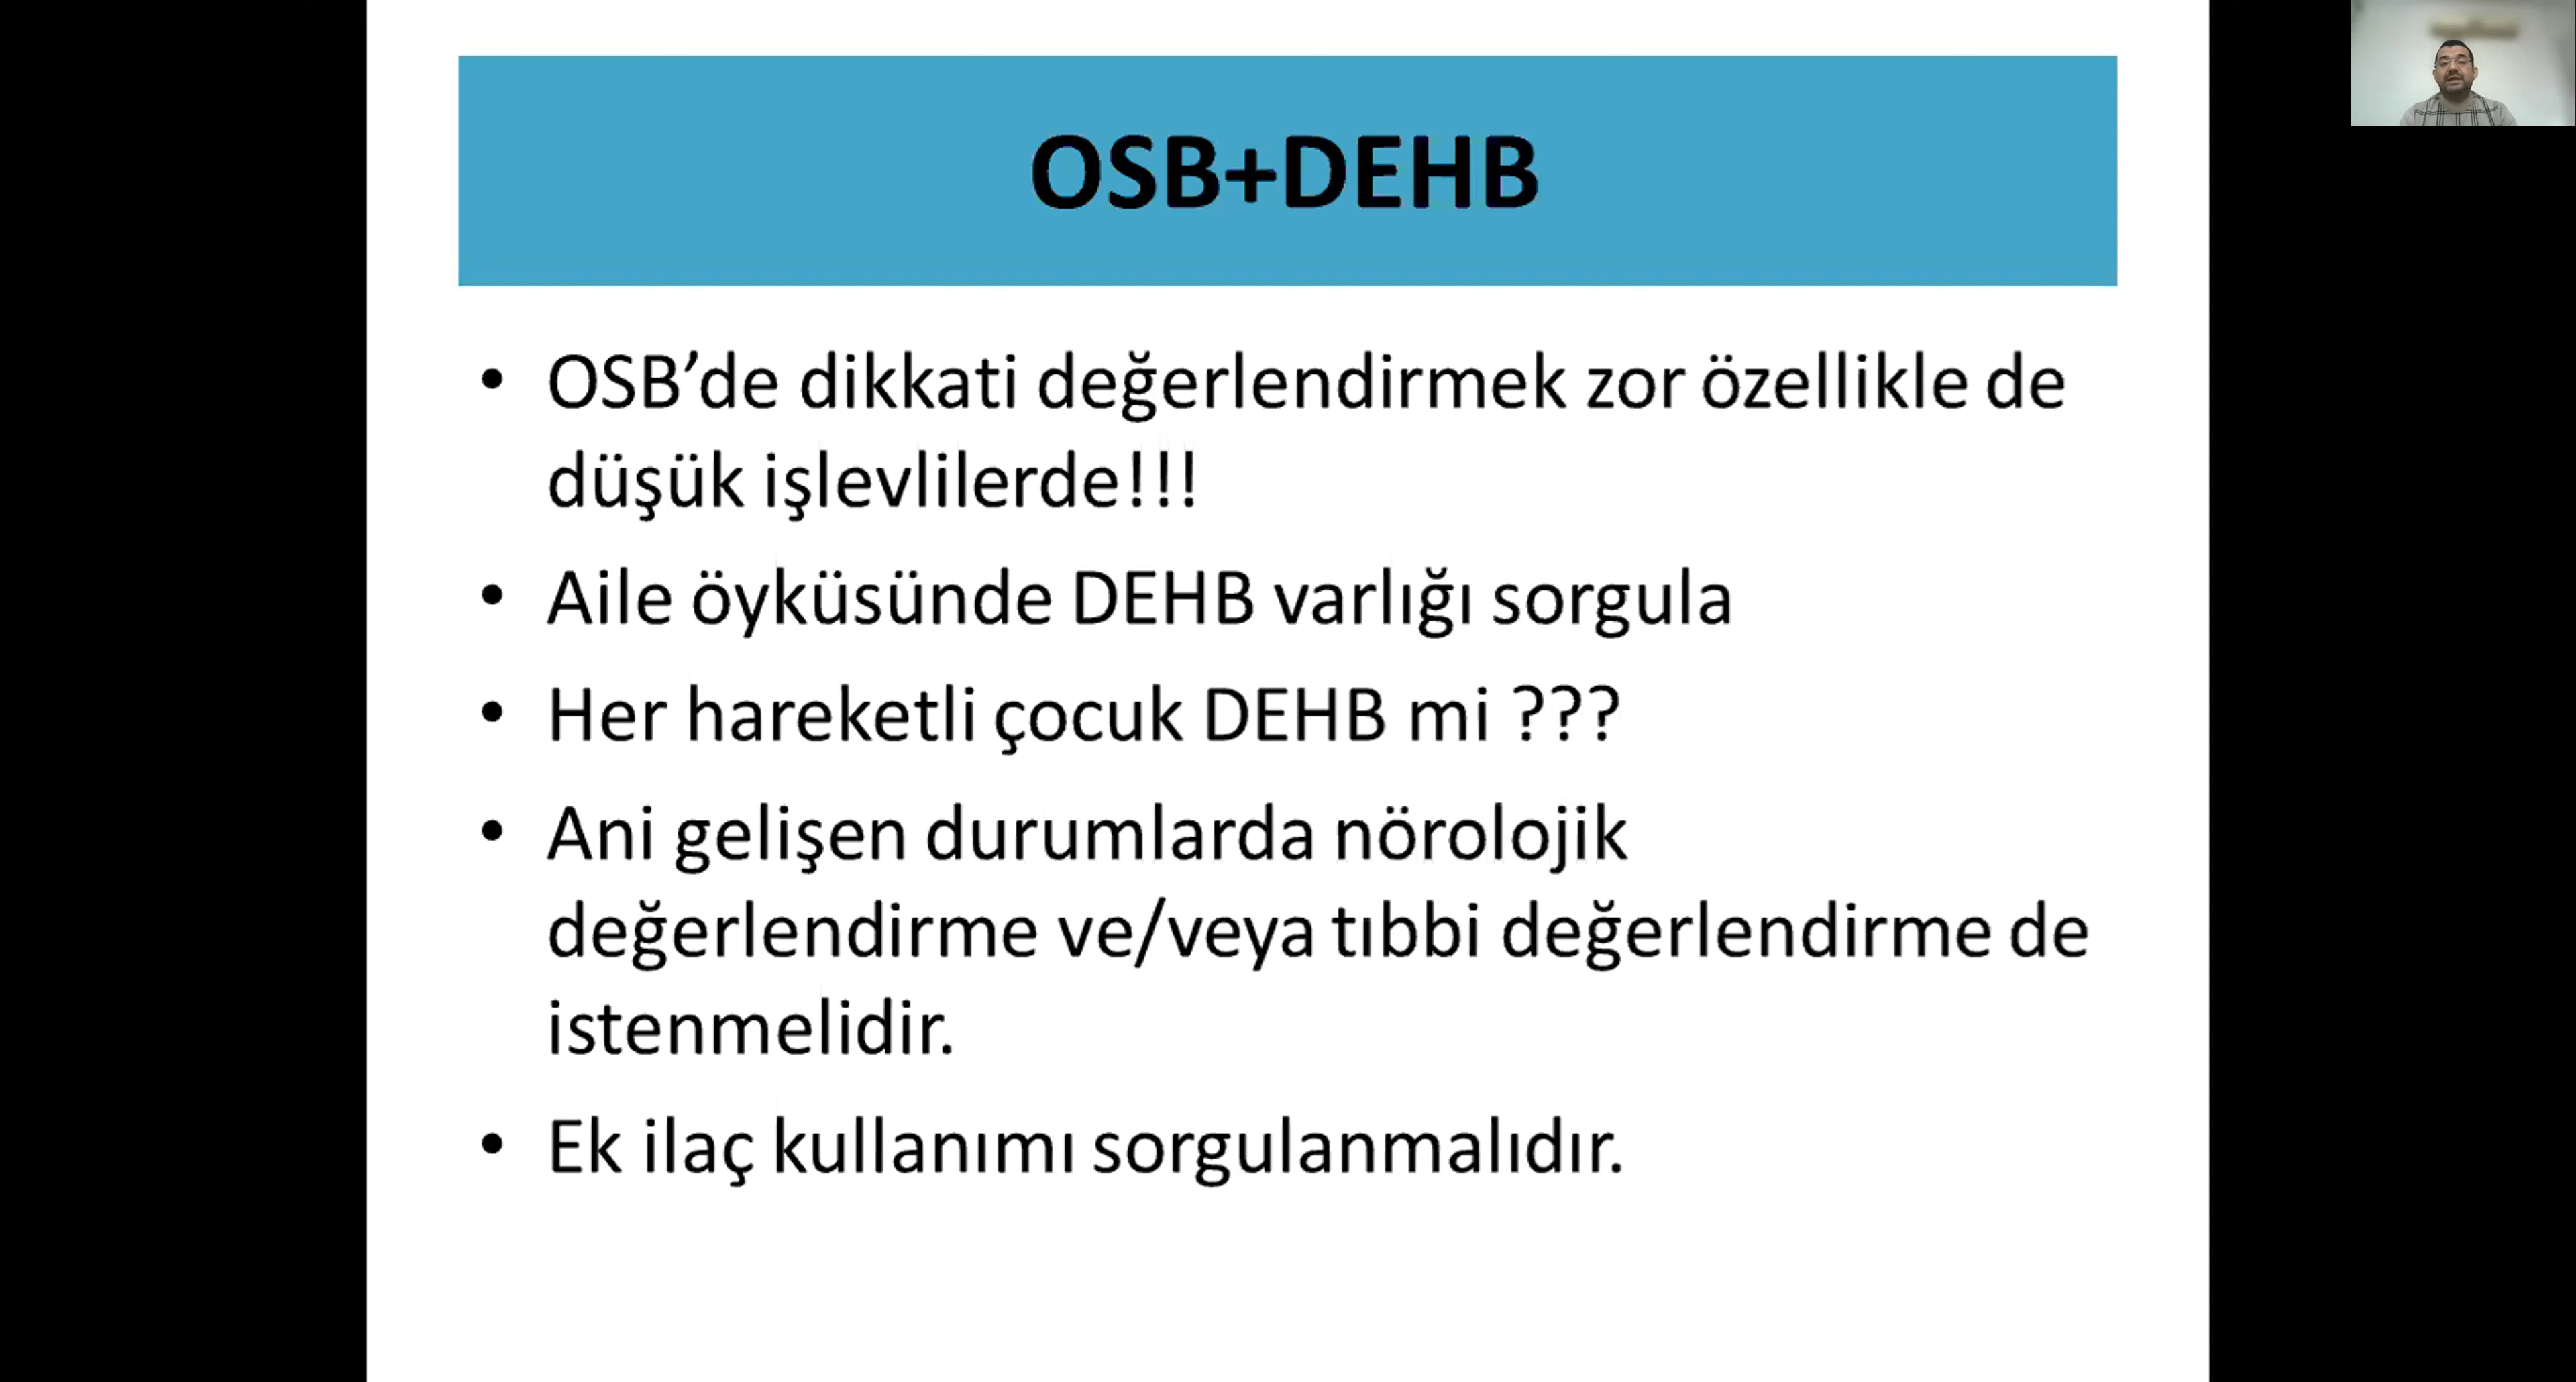 OSB+DEHB
• OSB’de dikkati değerlendirmek zor özellikle de
düşük işlevlilerde!!!
• Aile öyküsünde DEHB varlığı sorgula
• Her hareketli çocuk DEHB mi ???
• Ani gelişen durumlarda nörolojik
değerlendirme ve/veya tıbbi değerlendirme de
istenmelidir.
• Ek ilaç kullanımı sorgulanmalıdır.